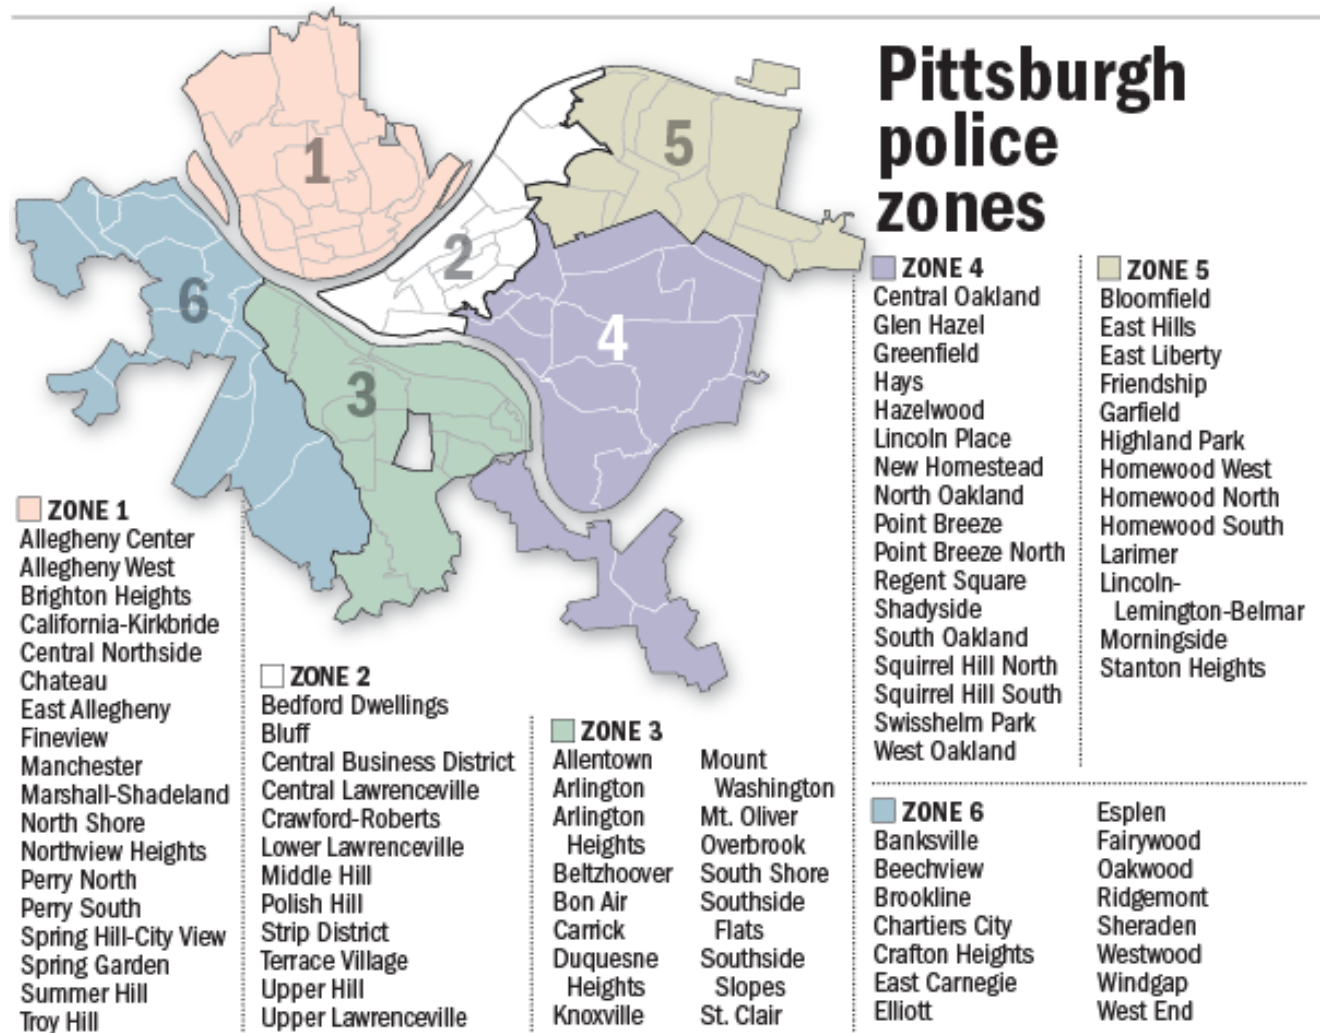 Pittsburgh
police
zones
1
2
3
4
5
6
ZONE 1
Allegheny Center
Allegheny West
Brighton Heights
California-Kirkbride
Central Northside
Chateau
East Allegheny
Fineview
Manchester
Marshall-Shadeland
North Shore
Northview Heights
Perry North
Perry South
Spring Hill-City View
Spring Garden
Summer Hill
Troy Hill
ZONE 2
Bedford Dwellings
Bluff
Central Business District
Central Lawrenceville
Crawford-Roberts
Lower Lawrenceville
Middle Hill
Polish Hill
Strip District
Terrace Village
Upper Hill
Upper Lawrenceville
ZONE 3
Allentown
Arlington
Arlington
Heights
Beltzhoover
Bon Air
Carrick
Duquesne
Heights
Knoxville
Mount
Washington
Mt. Oliver
Overbrook
South Shore
Southside
Flats
Southside
Slopes
St. Clair
ZONE 4
Central Oakland
Glen Hazel
Greenfield
Hays
Hazelwood
Lincoln Place
New Homestead
North Oakland
Point Breeze
Point Breeze North
Regent Square
Shadyside
South Oakland
Squirrel Hill North
Squirrel Hill South
Swisshelm Park
West Oakland
ZONE 5
Bloomfield
East Hills
East Liberty
Friendship
Garfield
Highland Park
Homewood West
Homewood North
Homewood South
Larimer
Lincoln-
Lemington-Belmar
Morningside
Stanton Heights
ZONE 6
Banksville
Beechview
Brookline
Chartiers City
Crafton Heights
East Carnegie
Elliott
Esplen
Fairywood
Oakwood
Ridgemont
Sheraden
Westwood
Windgap
West End